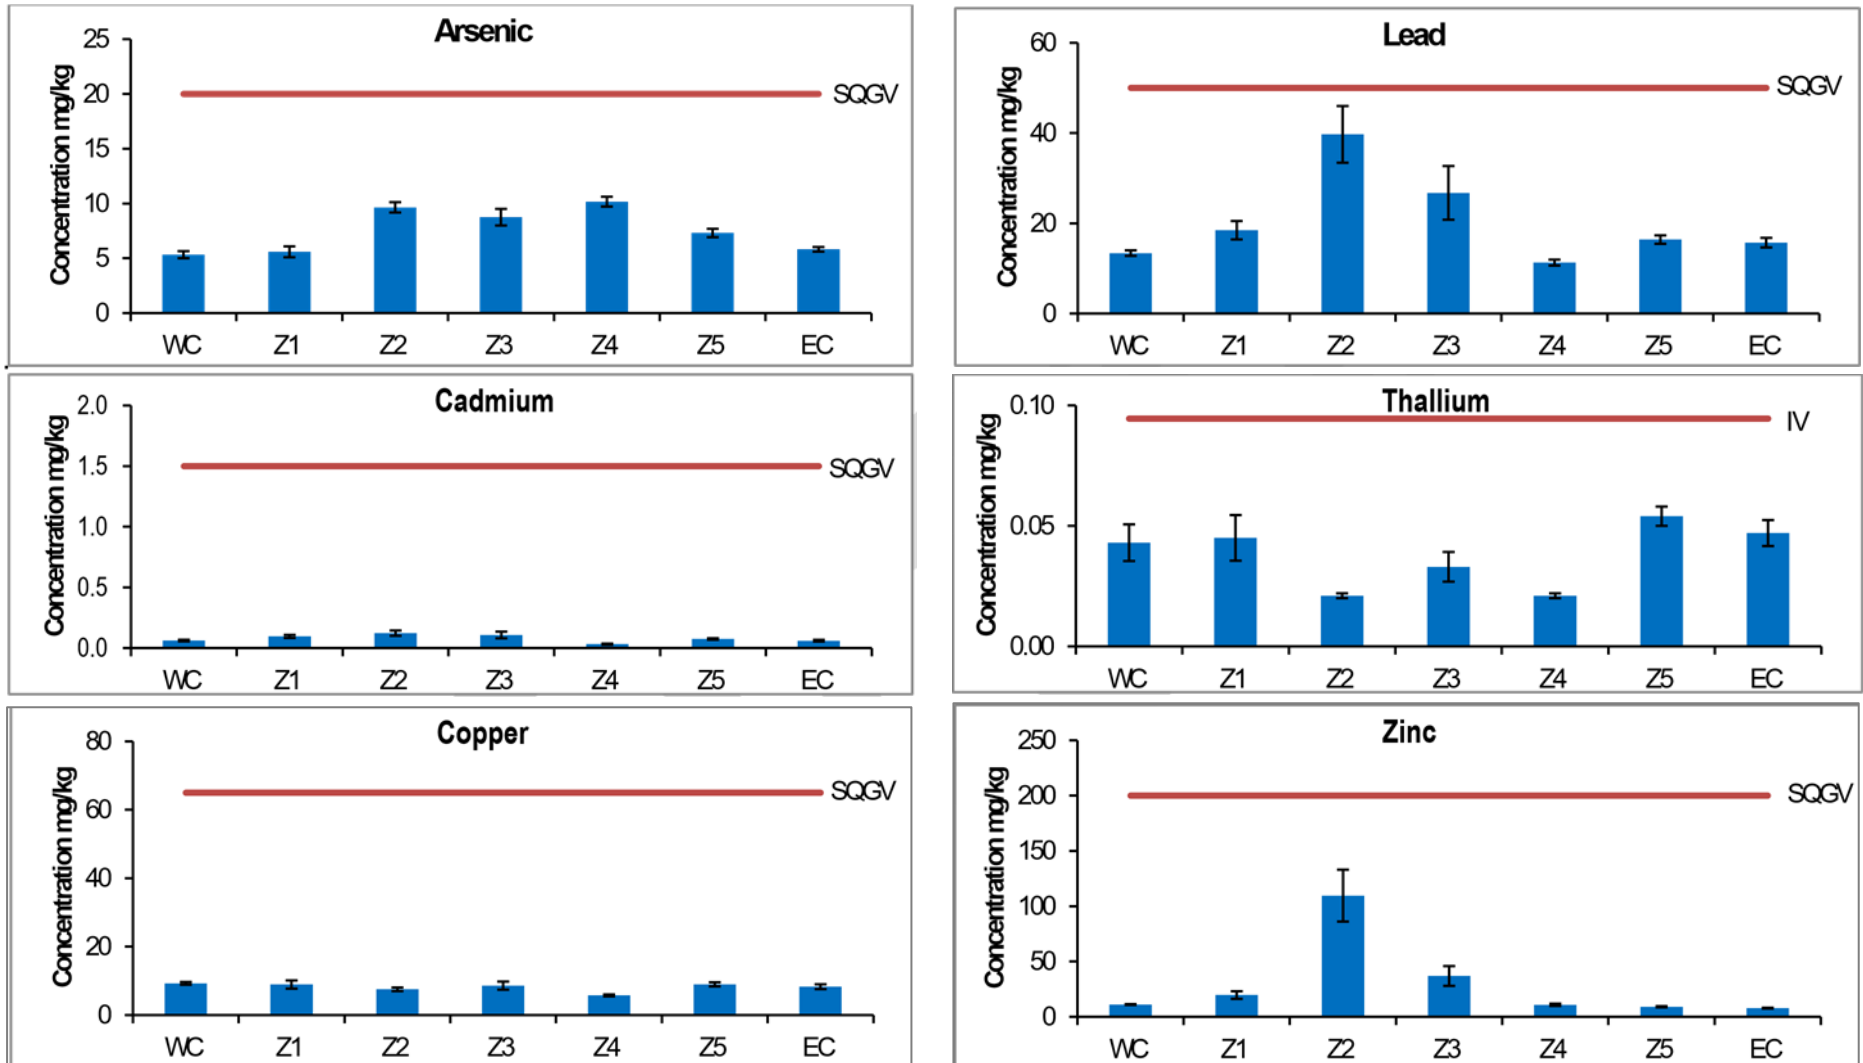 Arsenic
Concentration mg/kg
25
20
15
10
5
0
SQGV
WC Z1 Z2 Z3 Z4 Z5 EC
Lead
Concentration mg/kg
60
40
20
0
SQGV
WC Z1 Z2 Z3 Z4 Z5 EC
Cadmium
Concentration mg/kg
2.0
1.5
1.0
0.5
0.0
SQGV
WC Z1 Z2 Z3 Z4 Z5 EC
Thallium
Concentration mg/kg
0.10
0.05
0.00
IV
WC Z1 Z2 Z3 Z4 Z5 EC
Copper
Concentration mg/kg
80
60
40
20
0
SQGV
WC Z1 Z2 Z3 Z4 Z5 EC
Zinc
Concentration mg/kg
250
200
150
100
50
0
SQGV
WC Z1 Z2 Z3 Z4 Z5 EC